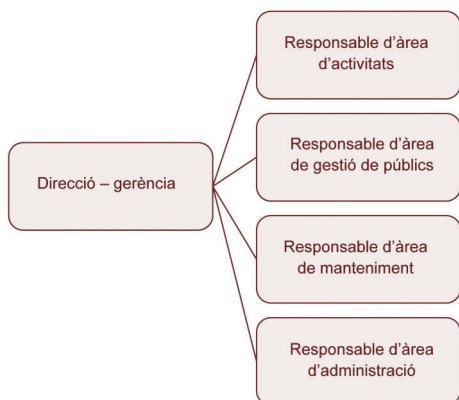 Responsable d'àrea
d'activitats
Responsable d'àrea
de gestió de públics
Direcció – gerència
Responsable d'àrea
de manteniment
Responsable d'àrea
d'administració